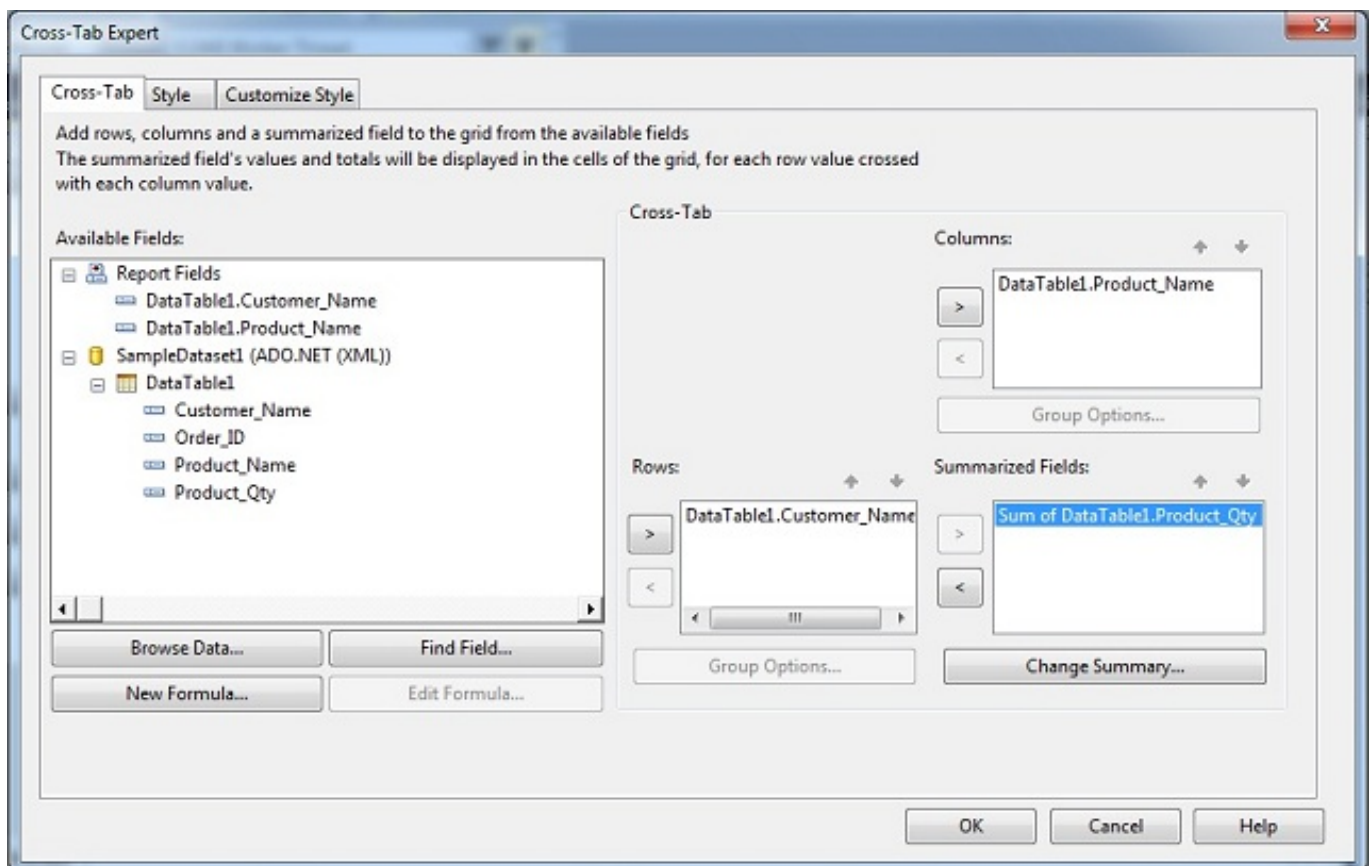 Cross-Tab Expert
Cross-Tab
Style
Customize Style
Add rows, columns and a summarized field to the grid from the available fields
The summarized field's values and totals will be displayed in the cells of the grid, for each row value crossed
with each column value.
Available Fields:
Report Fields
DataTable1.Customer_Name
DataTable1.Product_Name
SampleDataset1 (ADO.NET (XML))
DataTable1
Customer_Name
Order_ID
Product_Name
Product_Qty
Browse Data...
Find Field...
New Formula...
Edit Formula...
Cross-Tab
Columns:
DataTable1.Product_Name
>
<
Group Options...
Rows:
DataTable1.Customer_Name
>
<
Group Options...
Summarized Fields:
Sum of DataTable1.Product_Qty
>
<
Change Summary...
OK
Cancel
Help